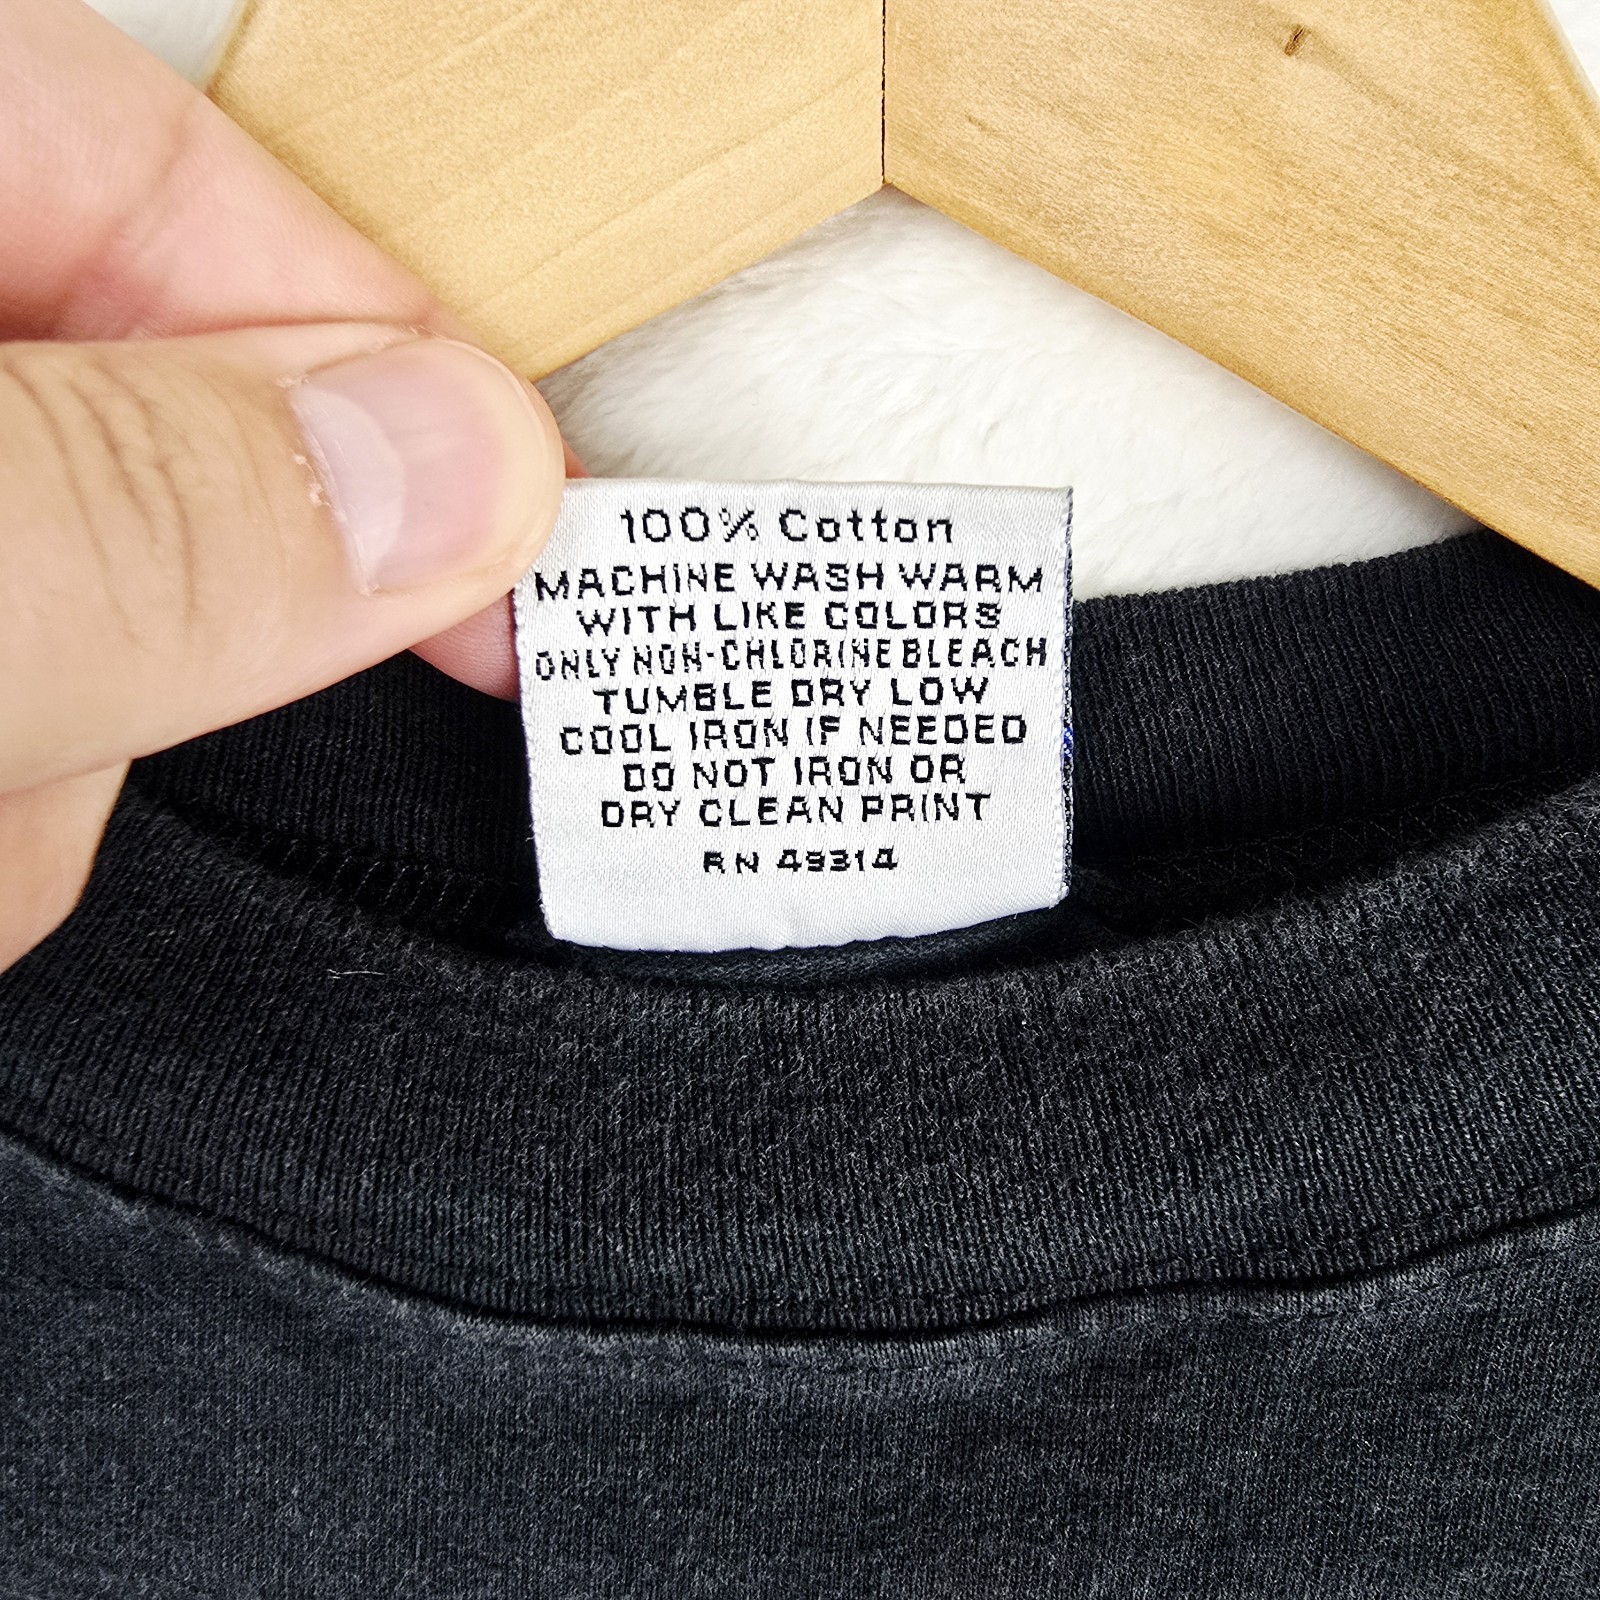 100% Cotton
MACHINE WASH WARM
WITH LIKE COLORS
ONLY NON-CHLORINE BLEACH
TUMBLE DRY LOW
COOL IRON IF NEEDED
DO NOT IRON OR
DRY CLEAN PRINT
RN 49314